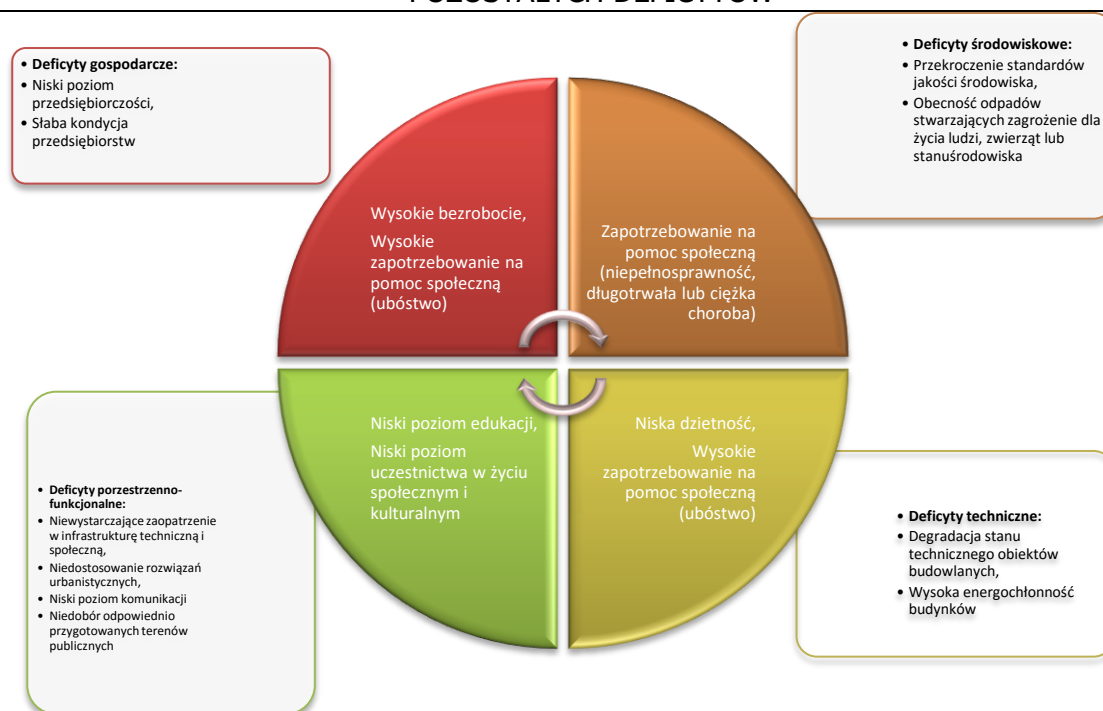 POZOSTAŁYCH DEFICYTÓW
• Deficyty gospodarcze:
• Niski poziom
przedsiębiorczości,
• Słaba kondycja
przedsiębiorstw
• Deficyty środowiskowe:
• Przekroczenie standardów
jakości środowiska,
• Obecność odpadów
stwarzających zagrożenie dla
życia ludzi, zwierząt lub
stanuśrodowiska
Wysokie bezrobocie,
Wysokie
zapotrzebowanie na
pomoc społeczną
(ubóstwo)
Zapotrzebowanie na
pomoc społeczną
(niepełnosprawność,
długotrwała lub ciężka
choroba)
Niski poziom edukacji,
Niski poziom
uczestnictwa w życiu
społecznym i
kulturalnym
Niska dzietność,
Wysokie
zapotrzebowanie na
pomoc społeczną
(ubóstwo)
• Deficyty porzestrzenno-
funkcjonalne:
• Niewystarczające zaopatrzenie
w infrastrukturę techniczną i
społeczną,
• Niedostosowanie rozwiązań
urbanistycznych,
• Niski poziom komunikacji
• Niedobór odpowiednio
przygotowanych terenów
publicznych
• Deficyty techniczne:
• Degradacja stanu
technicznego obiektów
budowlanych,
• Wysoka energochłonność
budynków